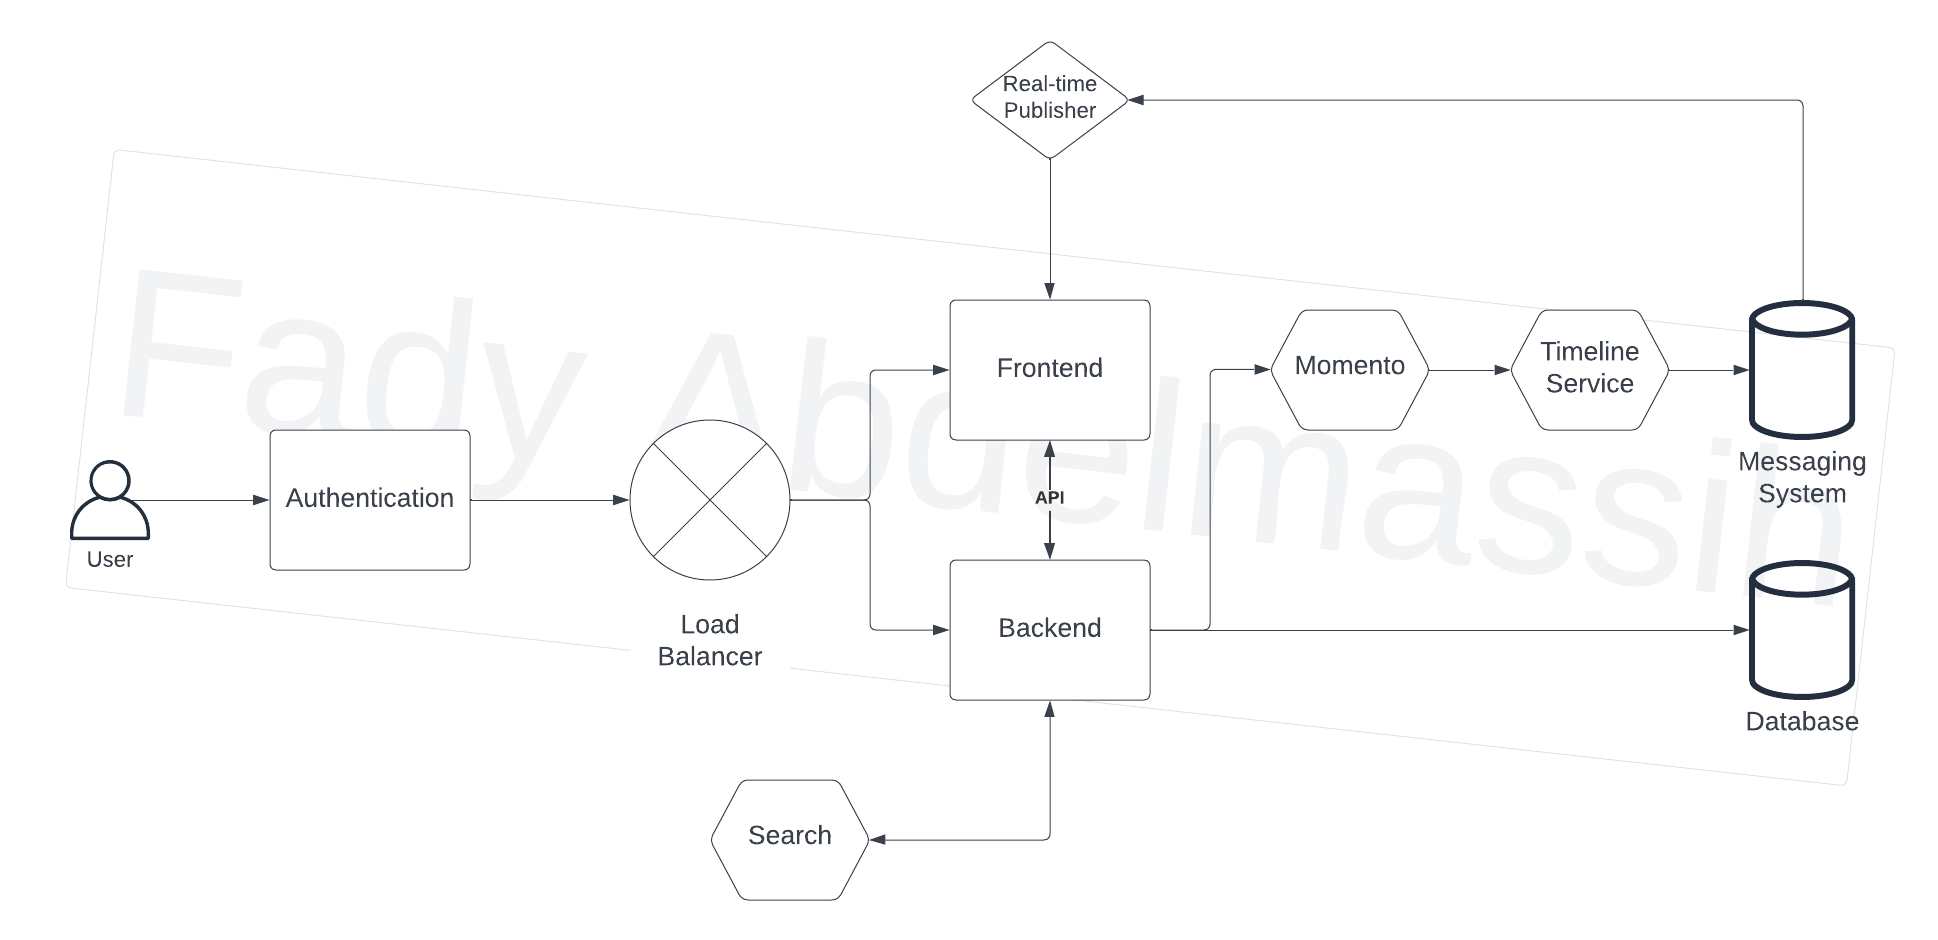 Real-time
Publisher
Fady Abdelmassih
Frontend
Momento
Timeline
Service
Authentication
API
Messaging
System
User
Load
Balancer
Backend
Database
Search